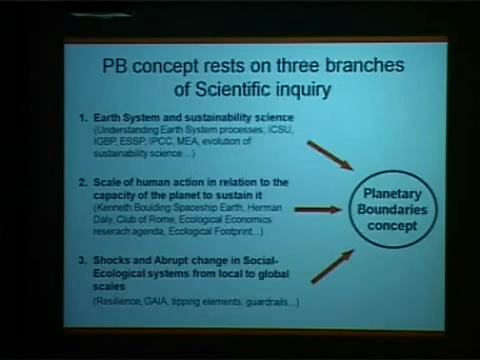 PB concept rests on three branches
of Scientific inquiry
1. Earth System and sustainability science
(Understanding Earth System processes, ICSU,
IGBP, ESSP, IPCC, MEA, evolution of
sustainability science...)
2. Scale of human action in relation to the
capacity of the planet to sustain it
(Kenneth Boulding Spaceship Earth, Herman
Daly, Club of Rome, Ecological Economics
reserach agenda, Ecological Footprint...)
3. Shocks and Abrupt change in Social-
Ecological systems from local to global
scales
(Resilience, GAIA, tipping elements, guardrails...)
Planetary
Boundaries
concept